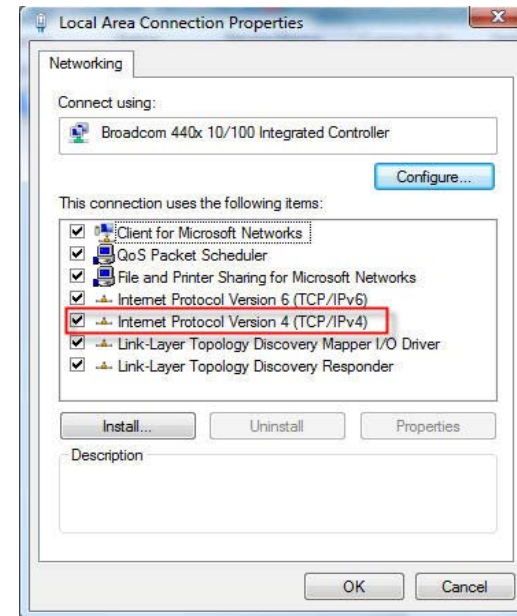 Local Area Connection Properties
Networking
Connect using:
Broadcom 440x 10/100 Integrated Controller
Configure...
This connection uses the following items:
Client for Microsoft Networks
QoS Packet Scheduler
File and Printer Sharing for Microsoft Networks
Internet Protocol Version 6 (TCP/IPv6)
Internet Protocol Version 4 (TCP/IPv4)
Link-Layer Topology Discovery Mapper I/O Driver
Link-Layer Topology Discovery Responder
Install... Uninstall Properties
Description
OK Cancel